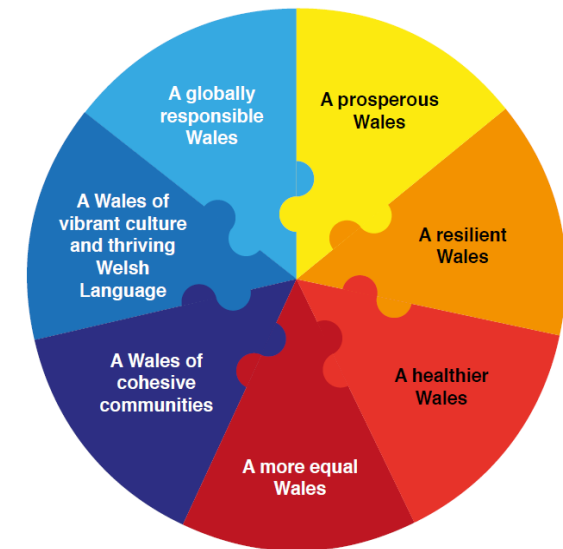 A prosperous
Wales
A resilient
Wales
A healthier
Wales
A more equal
Wales
A Wales of
cohesive
communities
A Wales of
vibrant culture
and thriving
Welsh
Language
A globally
responsible
Wales